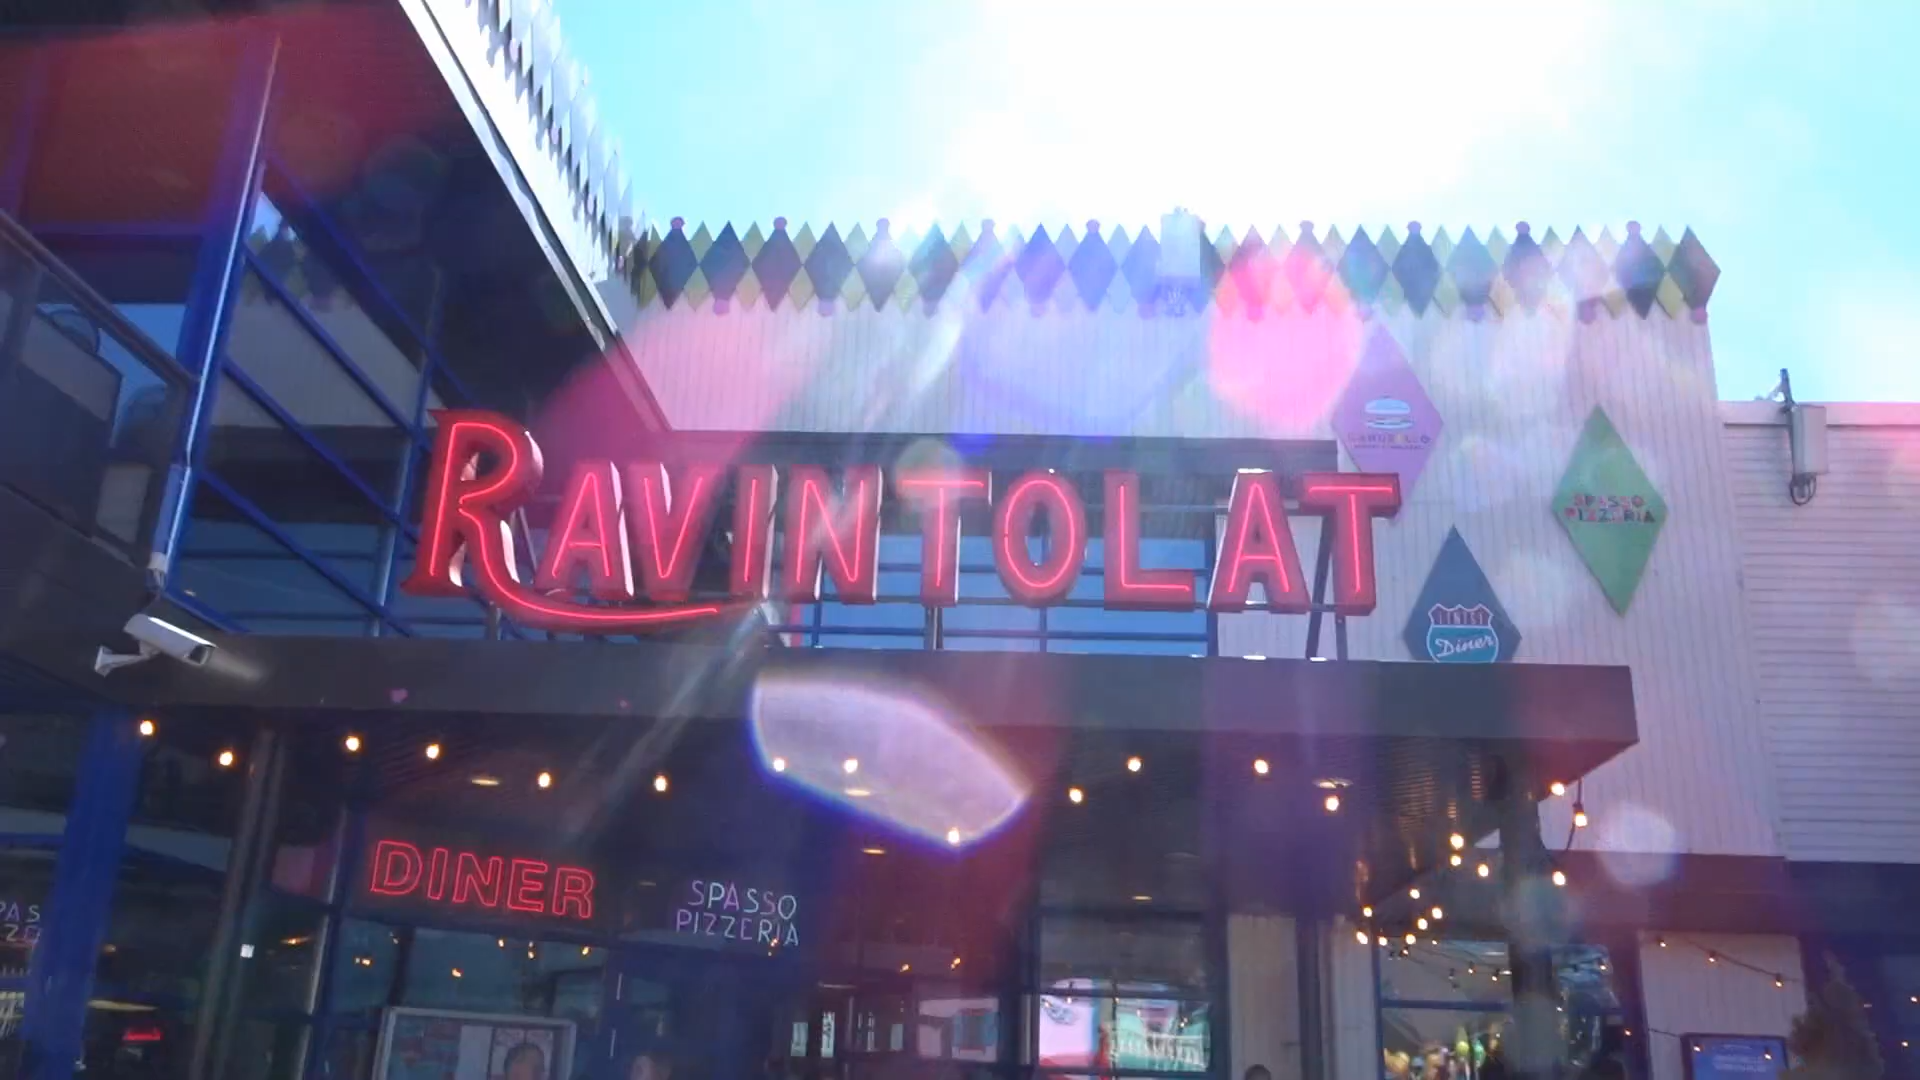 RAVINTOLAT
SPASSO
PIZZERIA
Diner
DINER
SPASSO
PIZZERIA